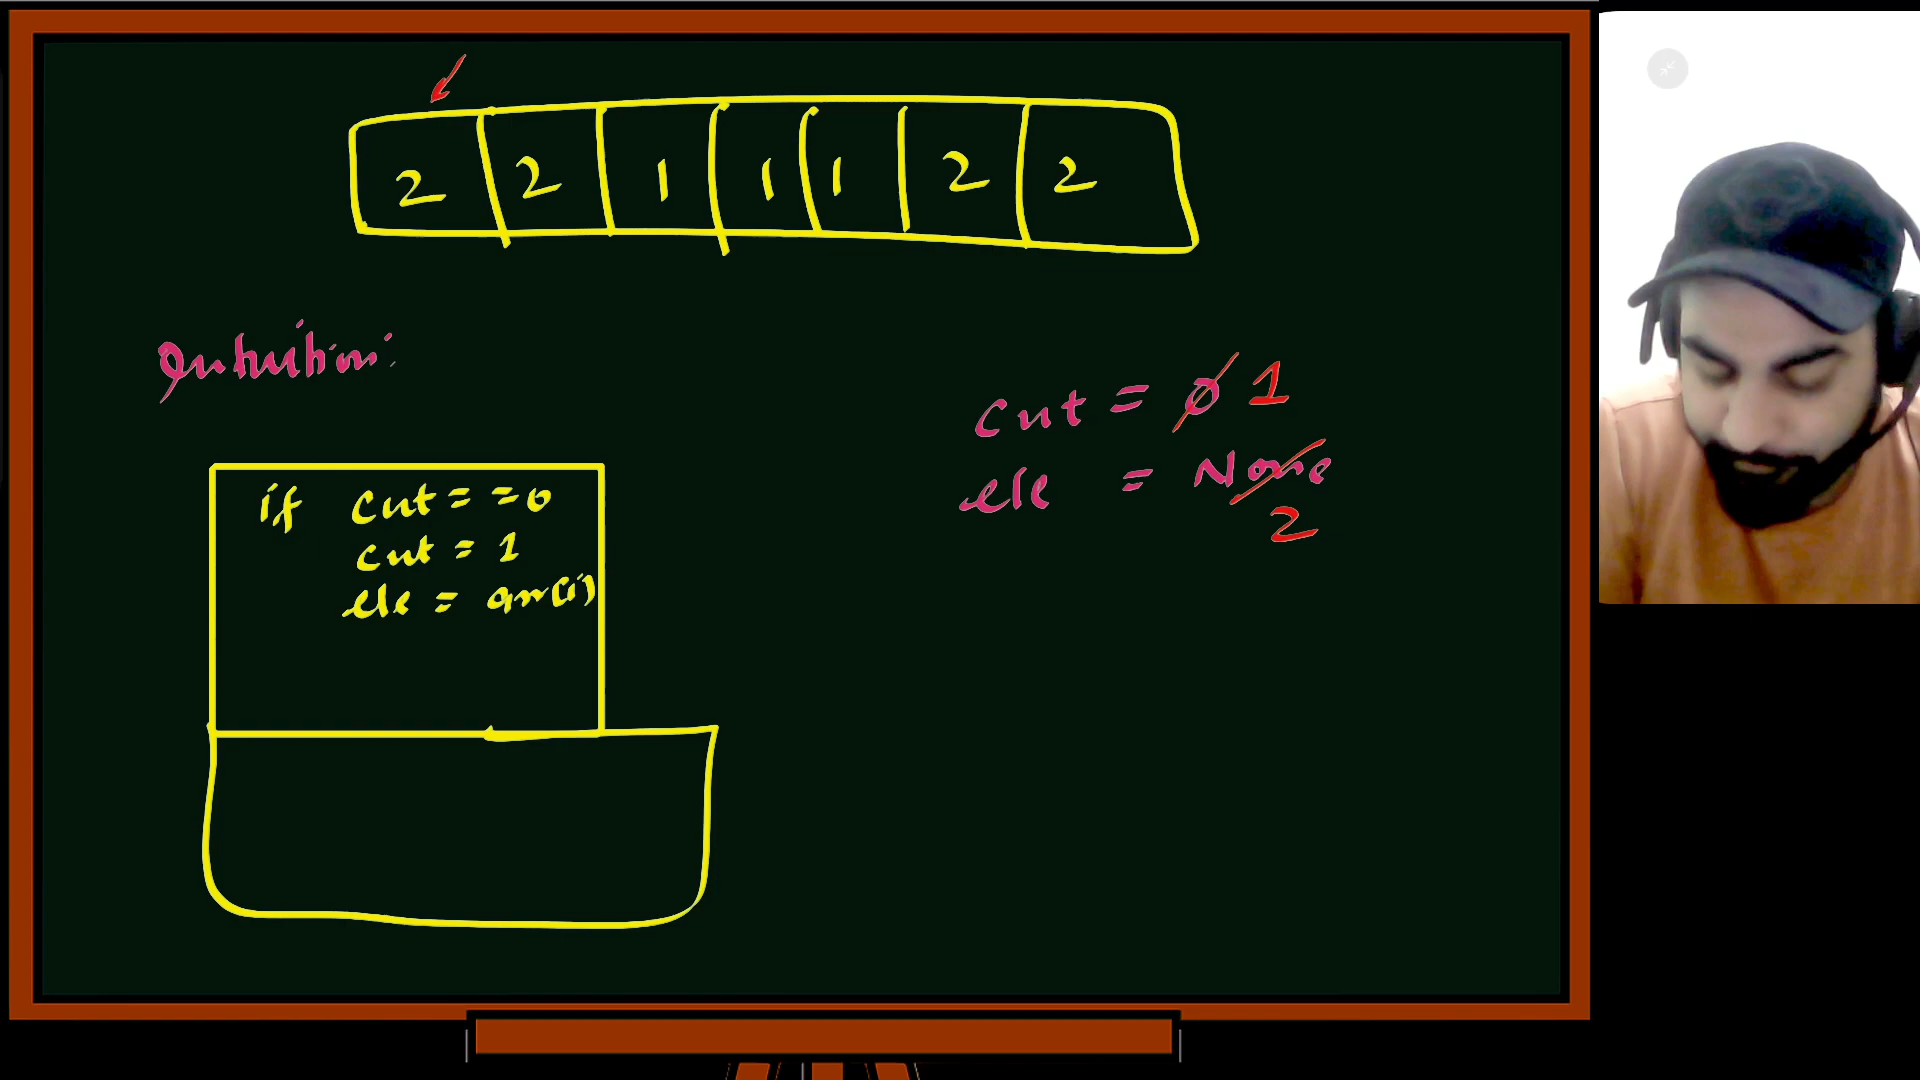 2 2 1 1 1 2 2
Intuition:
cnt = 0 1
ele = None
2
if cnt = = 0
cnt = 1
ele = arr(i)